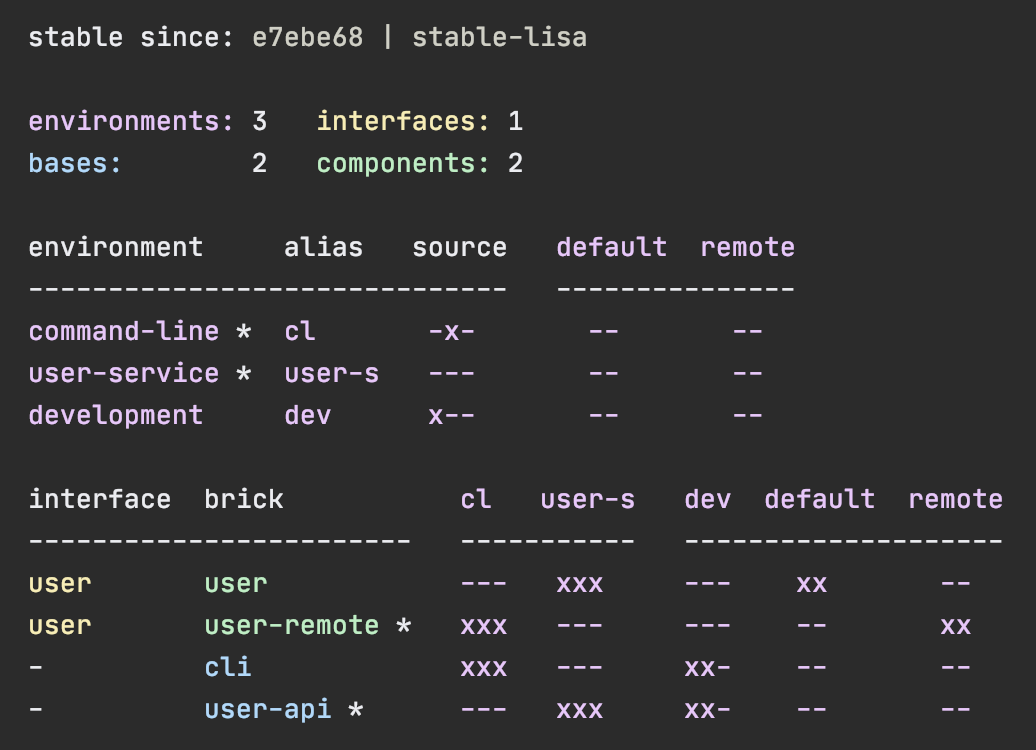 stable since: e7ebe68 | stable-lisa
environments: 3   interfaces: 1
bases:        2   components: 2
environment     alias   source   default  remote
------------------------------   ---------------
command-line *  cl       -x-       --       --
user-service *  user-s   ---       --       --
development     dev      x--       --       --
interface  brick           cl   user-s   dev  default  remote
------------------------   -----------   --------------------
user       user            ---   xxx     ---    xx       --
user       user-remote *   xxx   ---     ---    --       xx
-          cli             xxx   ---     xx-    --       --
-          user-api *      ---   xxx     xx-    --       --